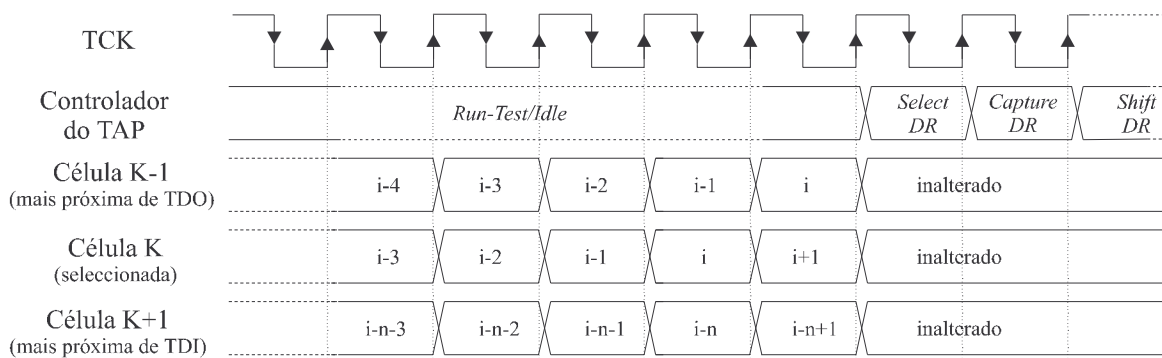 TCK
Controlador
do TAP
Run-Test/Idle
Select
DR
Capture
DR
Shift
DR
Célula K-1
(mais próxima de TDO)
i-4 i-3 i-2 i-1 i inalterado
Célula K
(seleccionada)
i-3 i-2 i-1 i i+1 inalterado
Célula K+1
(mais próxima de TDI)
i-n-3 i-n-2 i-n-1 i-n i-n+1 inalterado